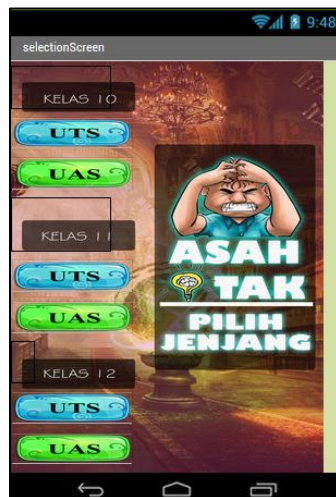 9:48
selectionScreen
KELAS 10
UTS
UAS
KELAS 11
UTS
UAS
KELAS 12
UTS
UAS
ASAH
TAK
PILIH
JENJANG